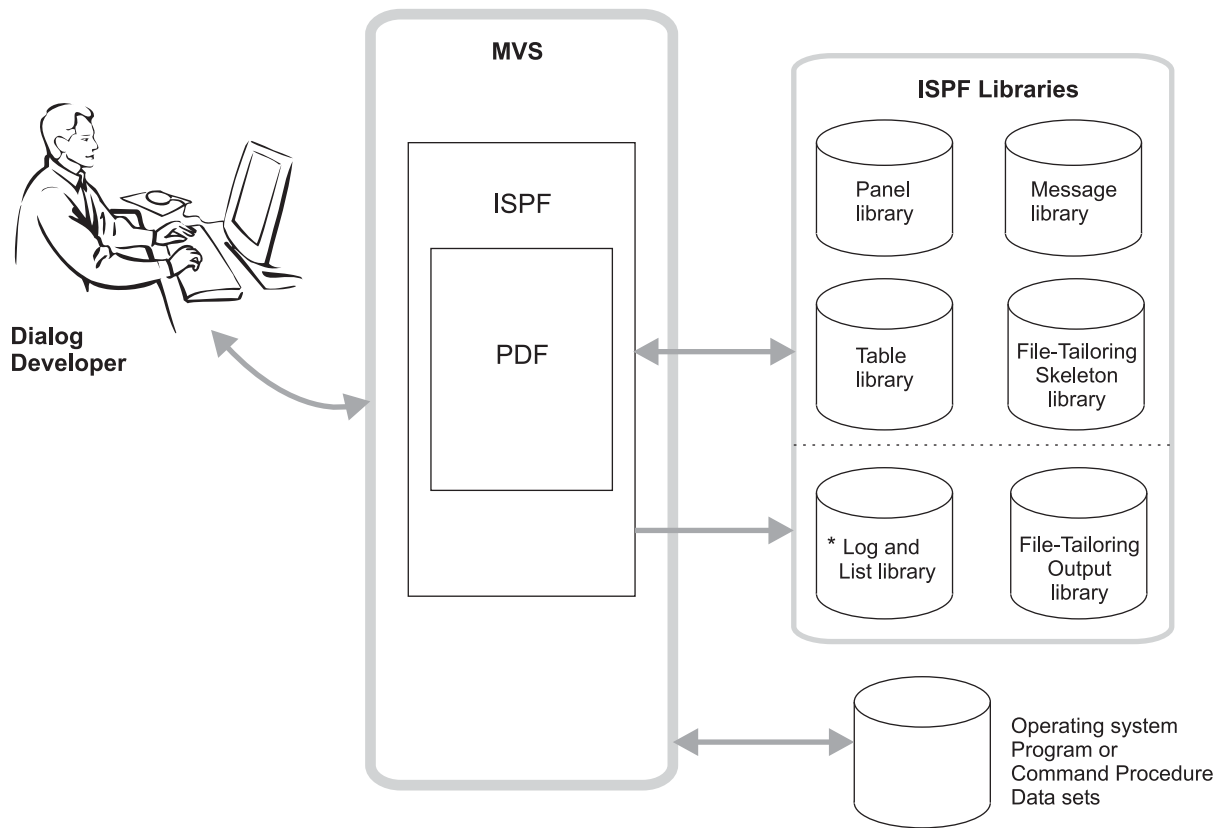 MVS
ISPF
PDF
Dialog
Developer
ISPF Libraries
Panel
library
Message
library
Table
library
File-Tailoring
Skeleton
library
* Log and
List library
File-Tailoring
Output
library
Operating system
Program or
Command Procedure
Data sets